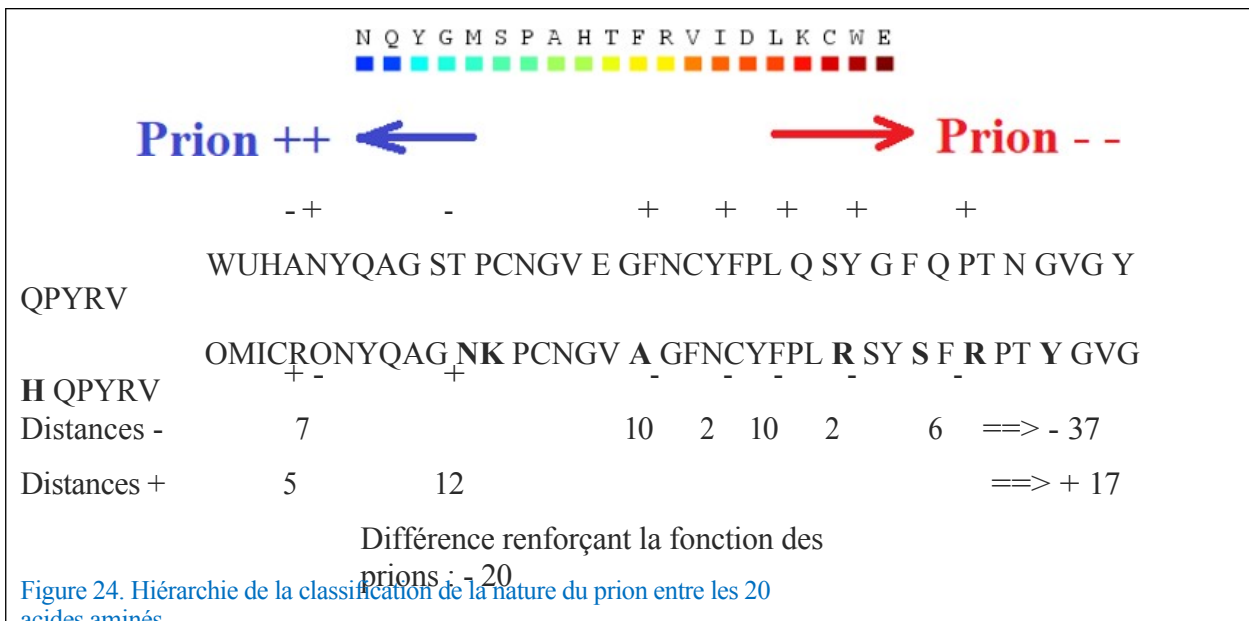 N Q Y G M S P A H T F R V I D L K C W E
Prion ++ Prion - -
- + - + + + + +
WUHANYQAG ST PCNGV E GFNCYFPL Q SY G F Q PT N GVG Y
QPYRV
OMICRONYQAG NK PCNGV A GFNCYFPL R SY S F R PT Y GVG
+ - + - - - - -
H QPYRV
Distances - 7 10 2 10 2 6 ==> - 37
Distances + 5 12 ==> + 17
Différence renforçant la fonction des
prions : - 20
Figure 24. Hiérarchie de la classification de la nature du prion entre les 20
acides aminés